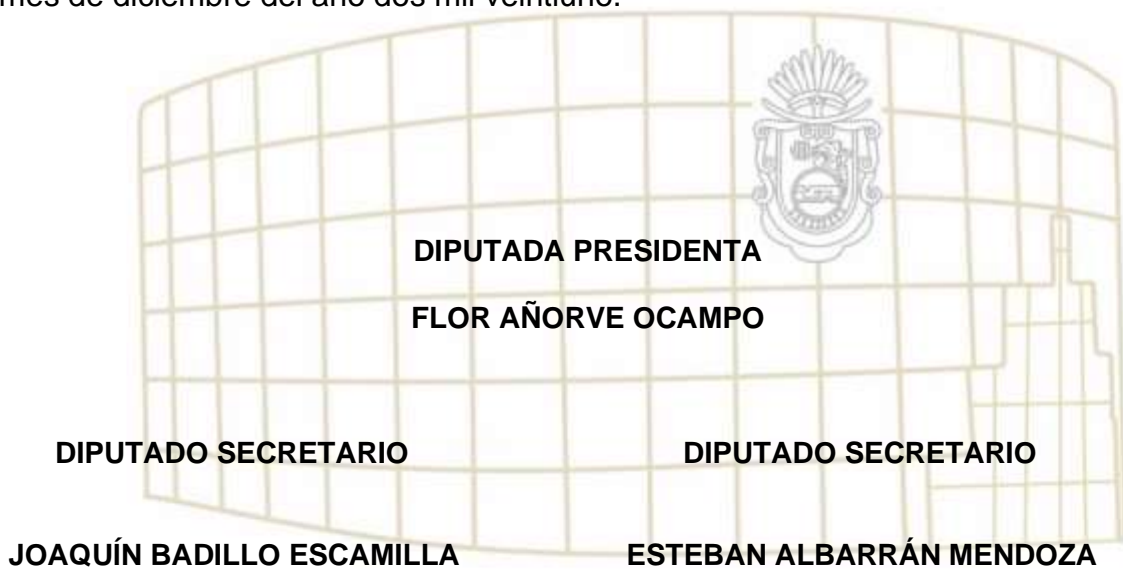 mes de diciembre del año dos mil veintiuno.
DIPUTADA PRESIDENTA
FLOR AÑORVE OCAMPO
DIPUTADO SECRETARIO
DIPUTADO SECRETARIO
JOAQUÍN BADILLO ESCAMILLA
ESTEBAN ALBARRÁN MENDOZA